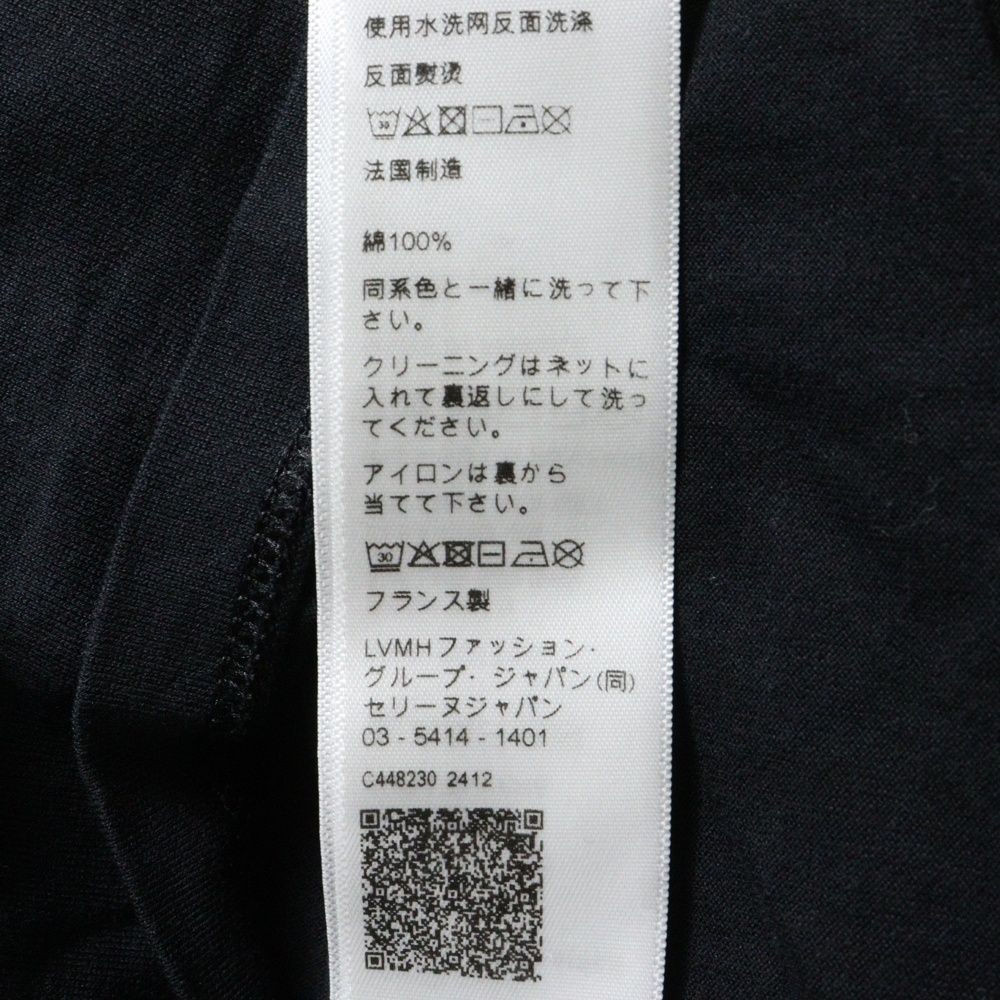 使用水洗网反面洗涤
反面熨烫
30
法国制造
綿100%
同系色と一緒に洗って下
さい。
クリーニングはネットに
入れて裏返しにして洗っ
てください。
アイロンは裏から
当てて下さい。
30
フランス製
LVMHファッション·
グループ· ジャパン(同)
セリーヌジャパン
03 - 5414 - 1401
C448230 2412